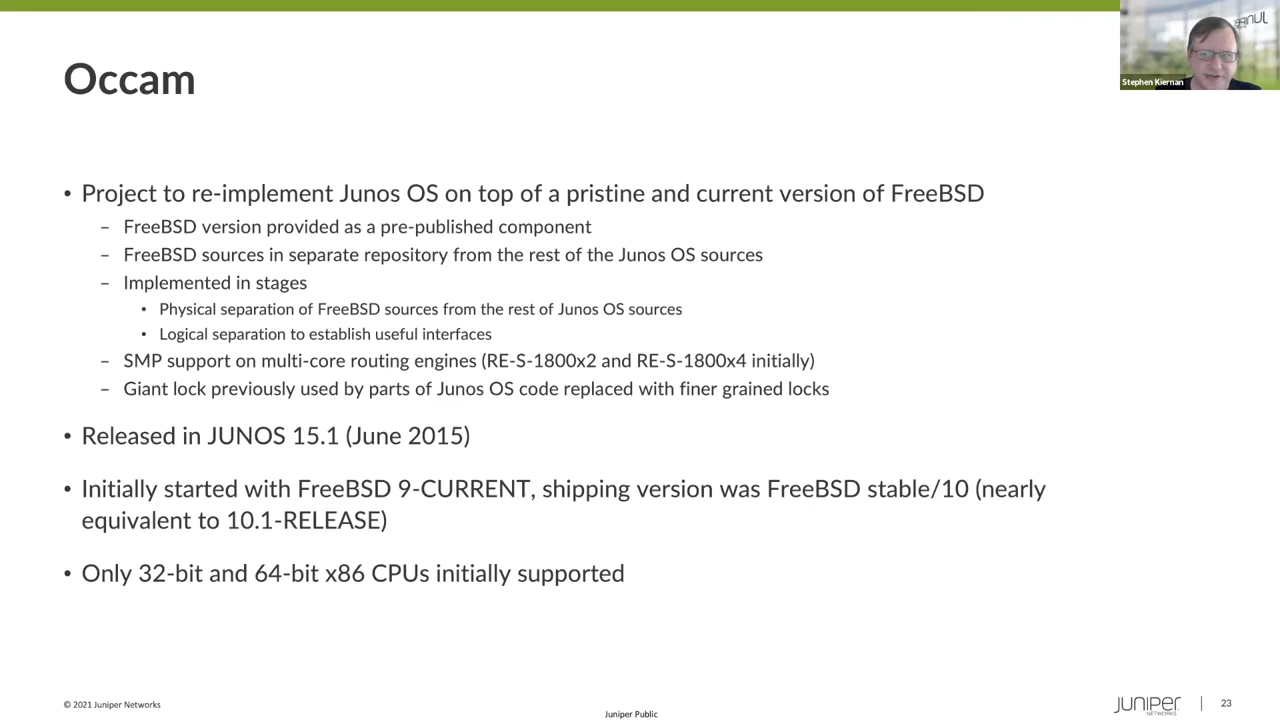 Stephen Kiernan
Occam
• Project to re-implement Junos OS on top of a pristine and current version of FreeBSD
– FreeBSD version provided as a pre-published component
– FreeBSD sources in separate repository from the rest of the Junos OS sources
– Implemented in stages
• Physical separation of FreeBSD sources from the rest of Junos OS sources
• Logical separation to establish useful interfaces
– SMP support on multi-core routing engines (RE-S-1800x2 and RE-S-1800x4 initially)
– Giant lock previously used by parts of Junos OS code replaced with finer grained locks
• Released in JUNOS 15.1 (June 2015)
• Initially started with FreeBSD 9-CURRENT, shipping version was FreeBSD stable/10 (nearly
equivalent to 10.1-RELEASE)
• Only 32-bit and 64-bit x86 CPUs initially supported
© 2021 Juniper Networks
Juniper Public
JUNIPER
NETWORKS
23